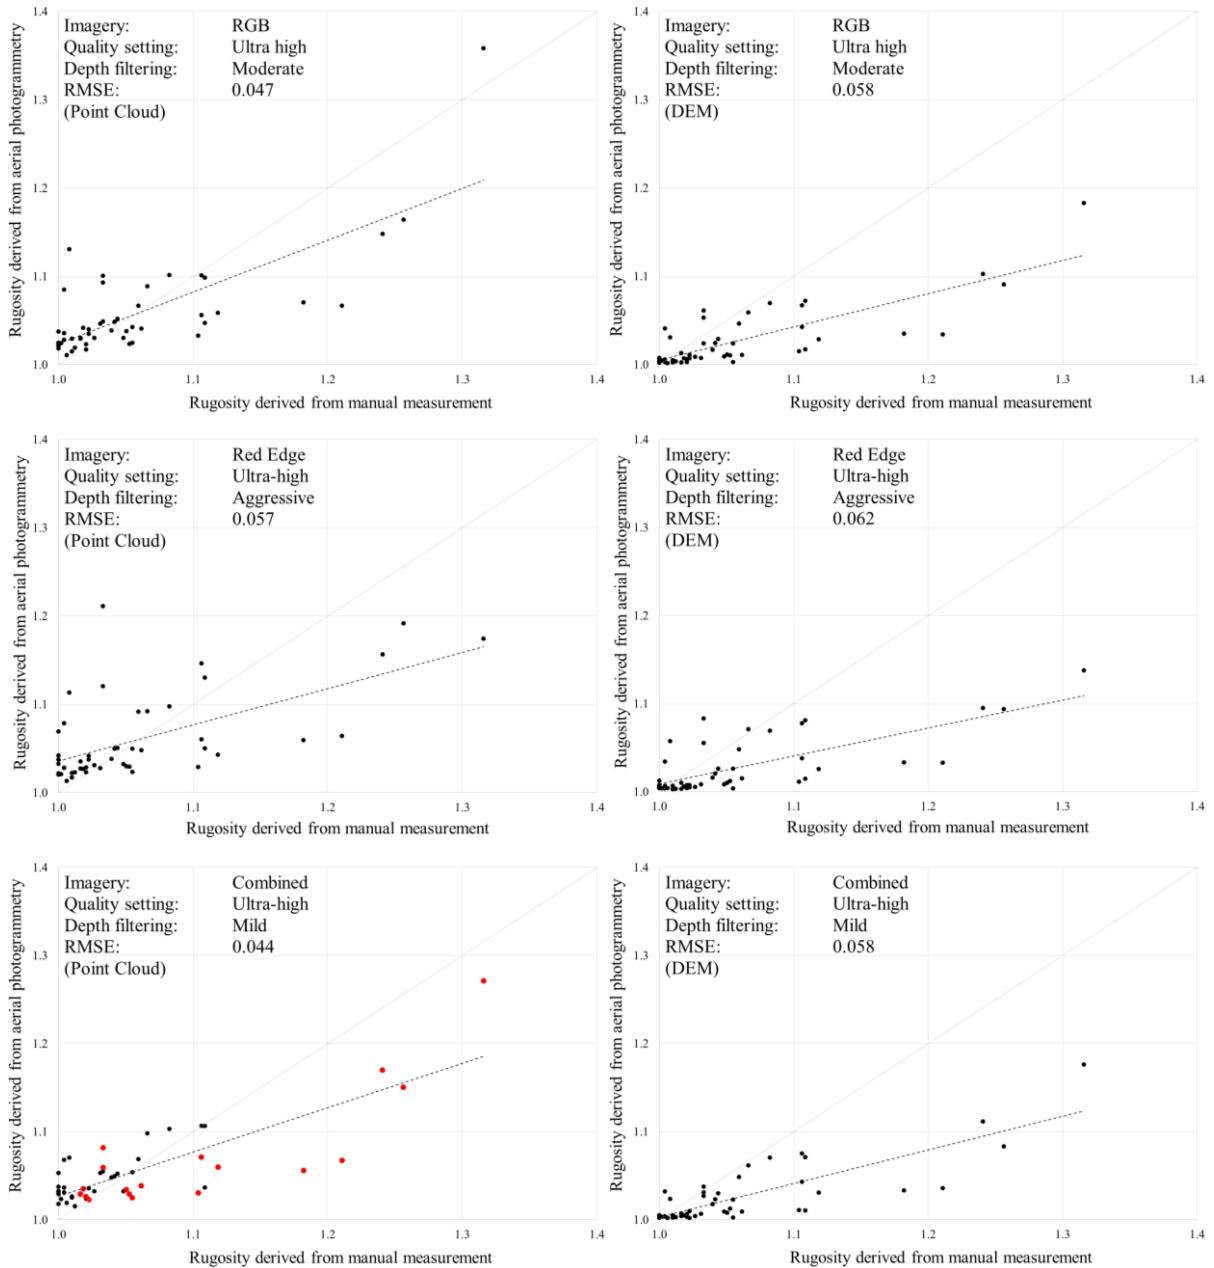 Imagery: RGB
Quality setting: Ultra high
Depth filtering: Moderate
RMSE: 0.047
(Point Cloud)
Rugosity derived from aerial photogrammetry
1.4
1.3
1.2
1.1
1.0
1.0 1.1 1.2 1.3 1.4
Rugosity derived from manual measurement
Imagery: RGB
Quality setting: Ultra high
Depth filtering: Moderate
RMSE: 0.058
(DEM)
Rugosity derived from aerial photogrammetry
1.4
1.3
1.2
1.1
1.0
1.0 1.1 1.2 1.3 1.4
Rugosity derived from manual measurement
Imagery: Red Edge
Quality setting: Ultra-high
Depth filtering: Aggressive
RMSE: 0.057
(Point Cloud)
Rugosity derived from aerial photogrammetry
1.4
1.3
1.2
1.1
1.0
1.0 1.1 1.2 1.3 1.4
Rugosity derived from manual measurement
Imagery: Red Edge
Quality setting: Ultra-high
Depth filtering: Aggressive
RMSE: 0.062
(DEM)
Rugosity derived from aerial photogrammetry
1.4
1.3
1.2
1.1
1.0
1.0 1.1 1.2 1.3 1.4
Rugosity derived from manual measurement
Imagery: Combined
Quality setting: Ultra-high
Depth filtering: Mild
RMSE: 0.044
(Point Cloud)
Rugosity derived from aerial photogrammetry
1.4
1.3
1.2
1.1
1.0
1.0 1.1 1.2 1.3 1.4
Rugosity derived from manual measurement
Imagery: Combined
Quality setting: Ultra-high
Depth filtering: Mild
RMSE: 0.058
(DEM)
Rugosity derived from aerial photogrammetry
1.4
1.3
1.2
1.1
1.0
1.0 1.1 1.2 1.3 1.4
Rugosity derived from manual measurement